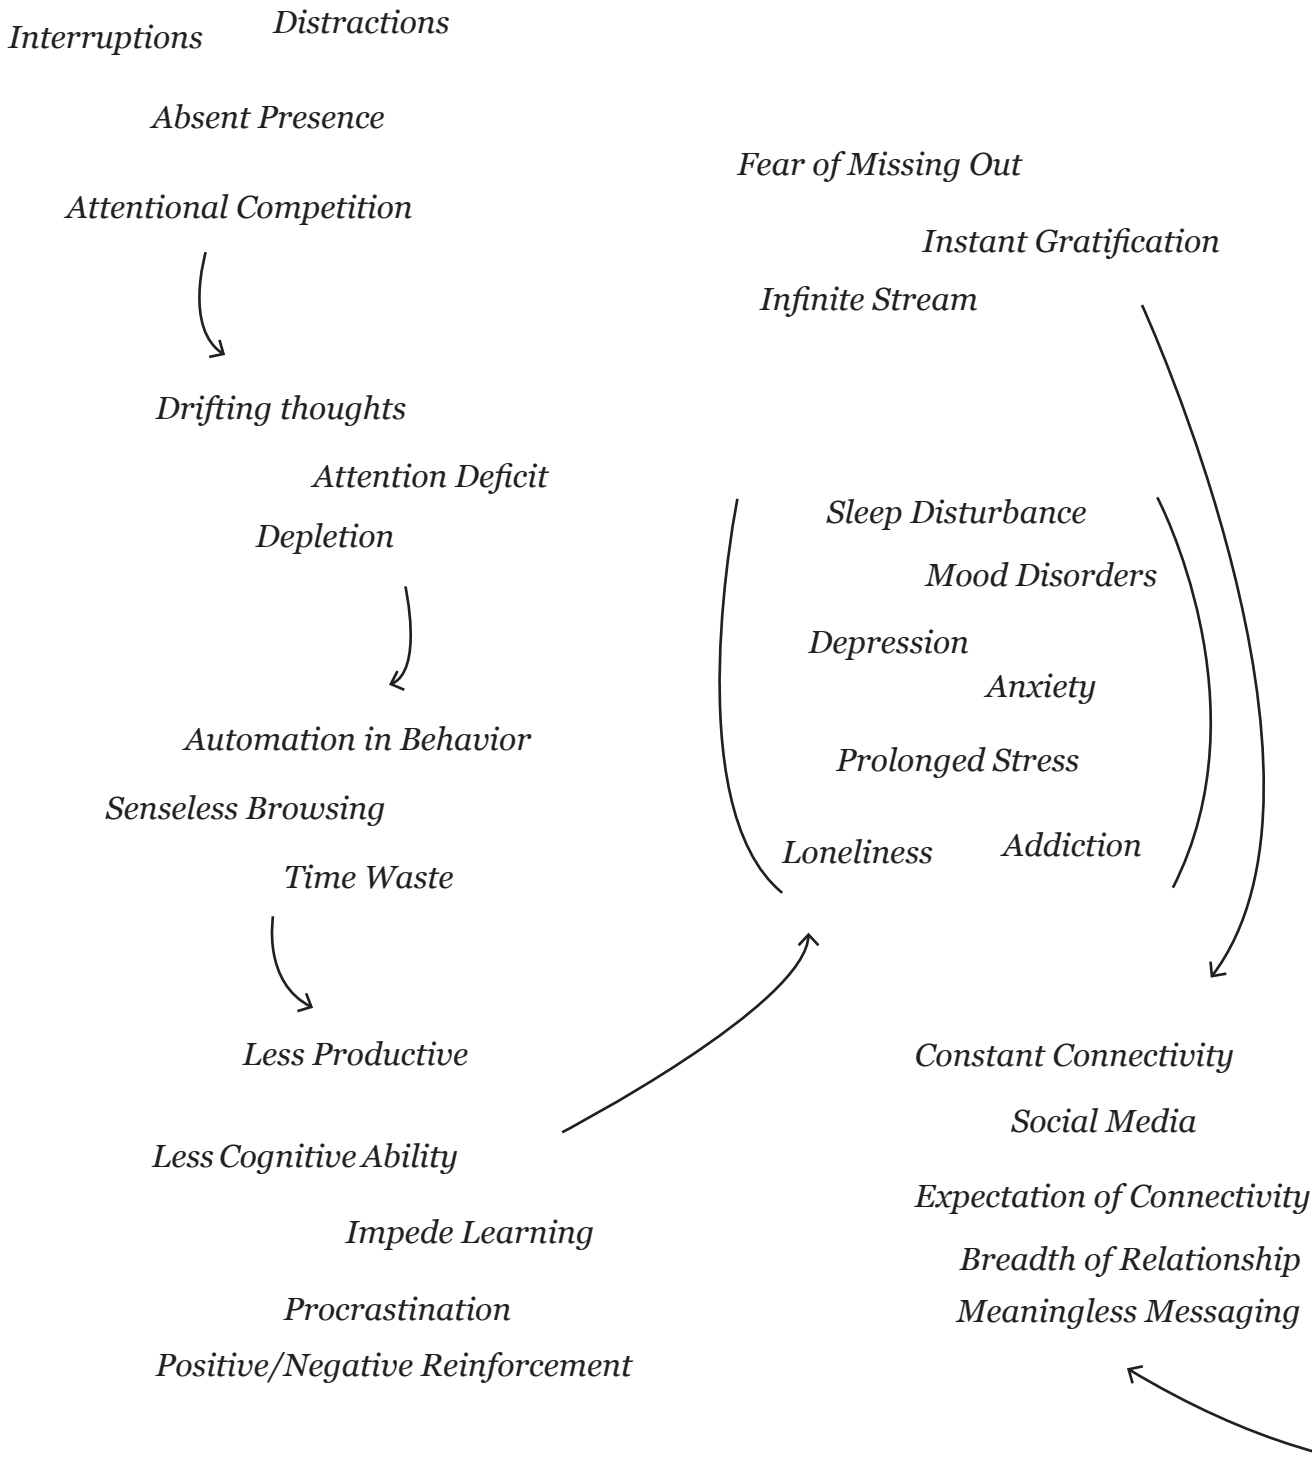 Interruptions
Distractions
Absent Presence
Attentional Competition
Drifting thoughts
Attention Deficit
Depletion
Automation in Behavior
Senseless Browsing
Time Waste
Less Productive
Less Cognitive Ability
Impede Learning
Procrastination
Positive/Negative Reinforcement
Fear of Missing Out
Instant Gratification
Infinite Stream
Sleep Disturbance
Mood Disorders
Depression
Anxiety
Prolonged Stress
Loneliness
Addiction
Constant Connectivity
Social Media
Expectation of Connectivity
Breadth of Relationship
Meaningless Messaging